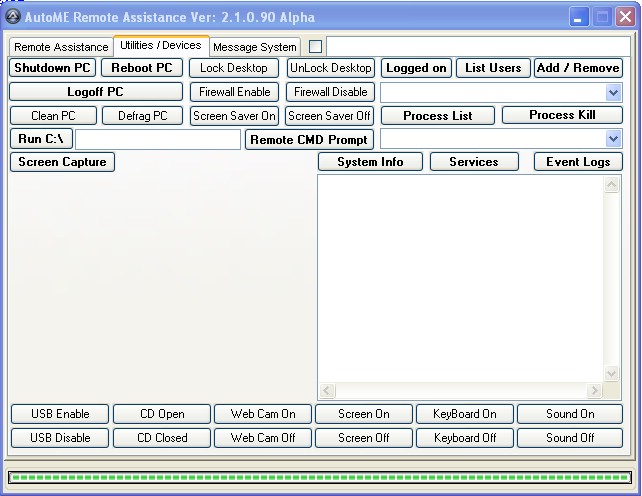 AutoME Remote Assistance Ver: 2.1.0.90 Alpha
Remote Assistance Utilities / Devices Message System
Shutdown PC Reboot PC Lock Desktop UnLock Desktop Logged on List Users Add / Remove
Logoff PC Firewall Enable Firewall Disable
Clean PC Defrag PC Screen Saver On Screen Saver Off Process List Process Kill
Run C:\ Remote CMD Prompt
Screen Capture System Info Services Event Logs
USB Enable CD Open Web Cam On Screen On KeyBoard On Sound On
USB Disable CD Closed Web Cam Off Screen Off Keyboard Off Sound Off